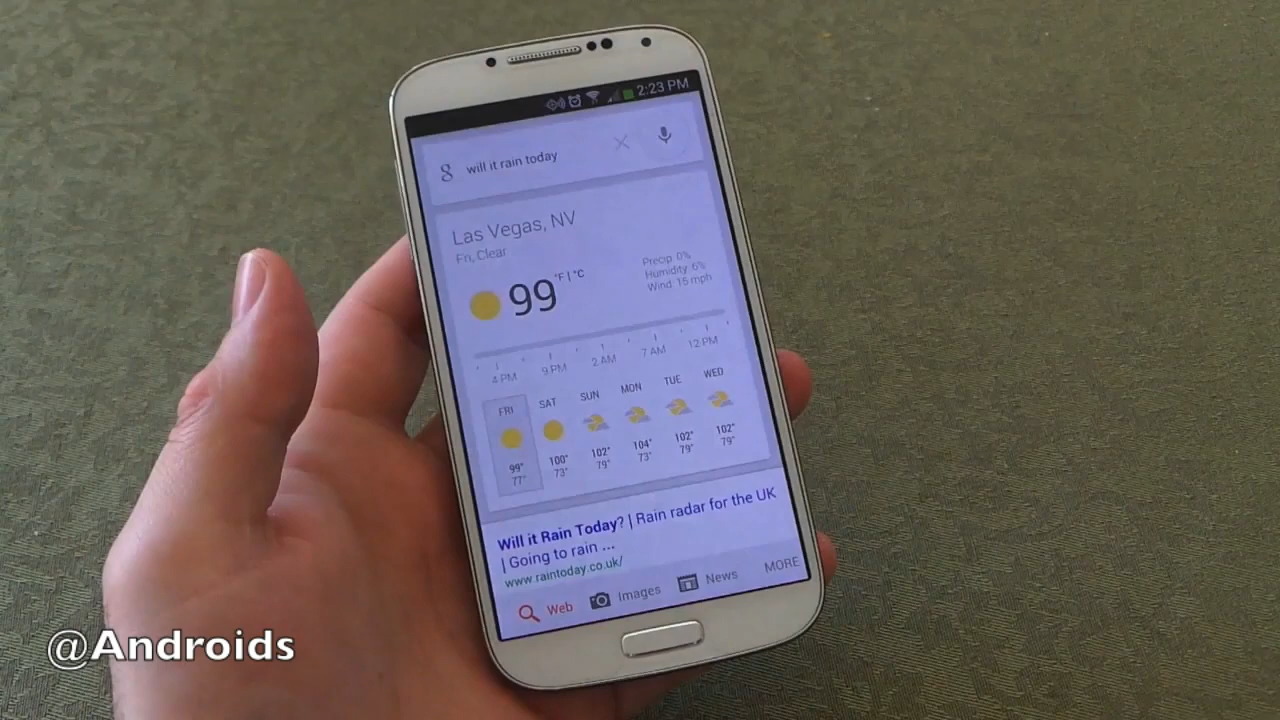 2:23 PM
will it rain today
Las Vegas, NV
Fri, Clear
99 °F | °C
Precip: 0%
Humidity: 6%
Wind: 15 mph
4 PM 9 PM 2 AM 7 AM 12 PM
FRI SAT SUN MON TUE WED
99° 100° 102° 104° 102° 102°
77° 73° 79° 73° 79° 79°
Will it Rain Today? | Rain radar for the UK
| Going to rain ...
www.raintoday.co.uk/
Web Images News MORE
@Androids